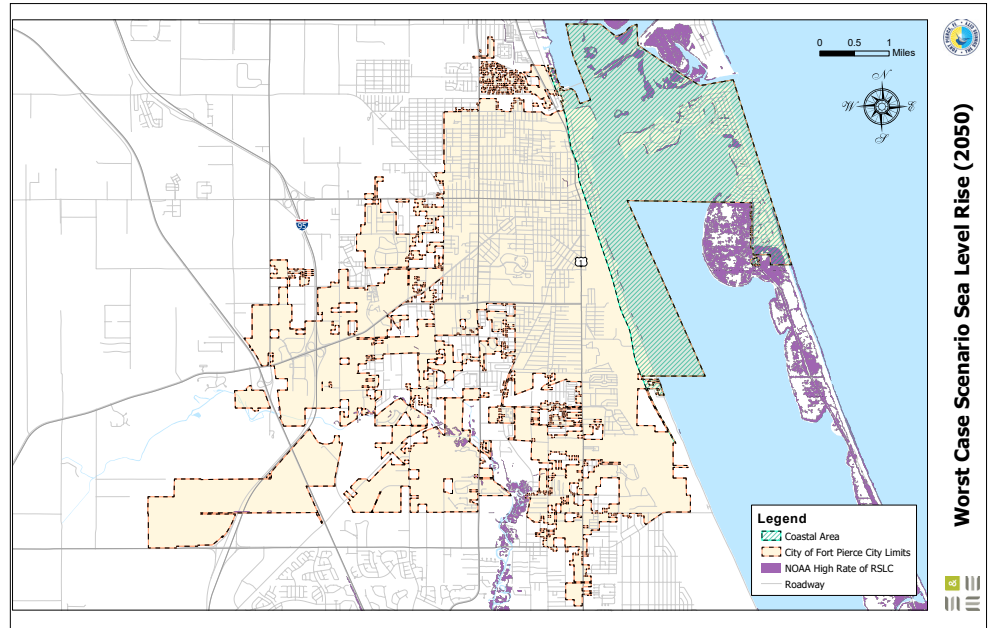 0 0.5 1
Miles
N
W E
S
95
1
Worst Case Scenario Sea Level Rise (2050)
Legend
Coastal Area
City of Fort Pierce City Limits
NOAA High Rate of RSLC
Roadway